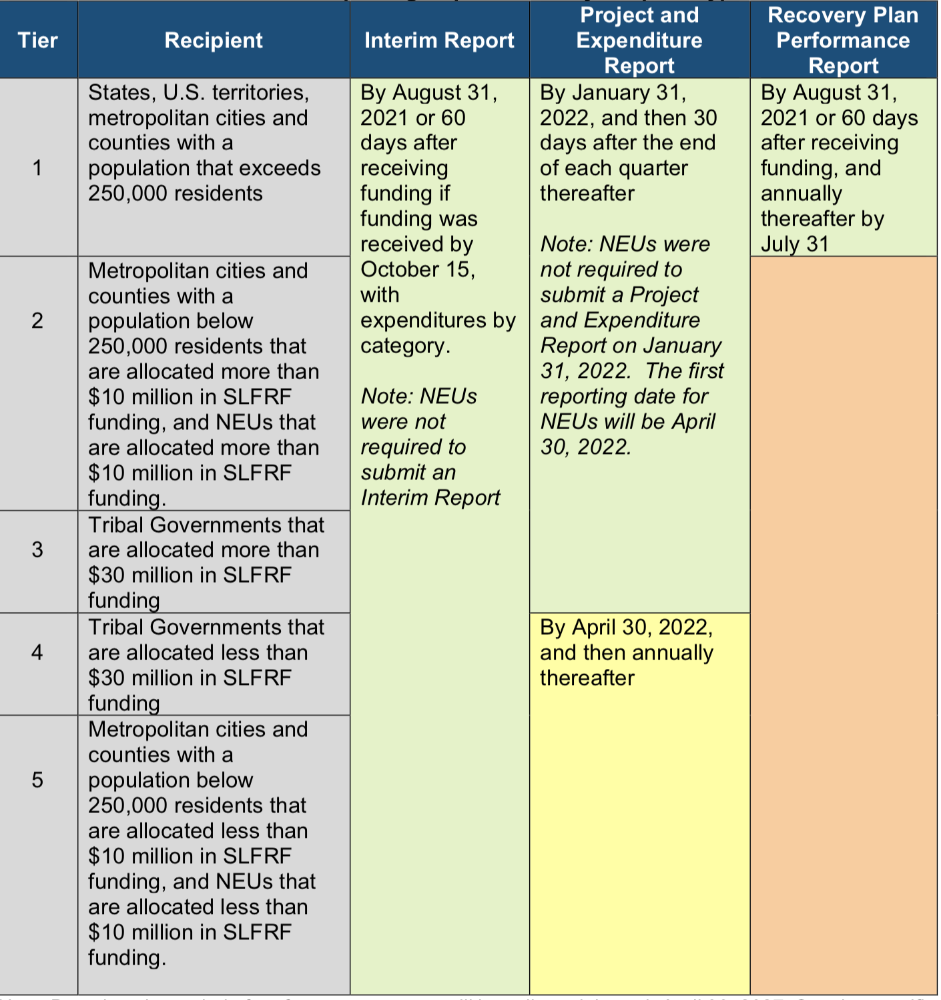 Tier
Recipient
Interim Report
Project and
Expenditure
Report
Recovery Plan
Performance
Report
1
States, U.S. territories,
metropolitan cities and
counties with a
population that exceeds
250,000 residents
By August 31,
2021 or 60
days after
receiving
funding if
funding was
received by
October 15,
with
expenditures by
category.
Note: NEUs
were not
required to
submit an
Interim Report
By January 31,
2022, and then 30
days after the end
of each quarter
thereafter
Note: NEUs were
not required to
submit a Project
and Expenditure
Report on January
31, 2022.  The first
reporting date for
NEUs will be April
30, 2022.
By August 31,
2021 or 60 days
after receiving
funding, and
annually
thereafter by
July 31
2
Metropolitan cities and
counties with a
population below
250,000 residents that
are allocated more than
$10 million in SLFRF
funding, and NEUs that
are allocated more than
$10 million in SLFRF
funding.
3
Tribal Governments that
are allocated more than
$30 million in SLFRF
funding
4
Tribal Governments that
are allocated less than
$30 million in SLFRF
funding
By April 30, 2022,
and then annually
thereafter
5
Metropolitan cities and
counties with a
population below
250,000 residents that
are allocated less than
$10 million in SLFRF
funding, and NEUs that
are allocated less than
$10 million in SLFRF
funding.